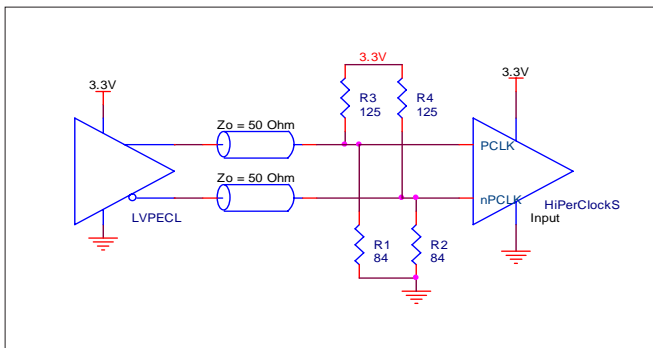 3.3V
R3
125
R4
125
3.3V
3.3V
Zo = 50 Ohm
PCLK
Zo = 50 Ohm
nPCLK
HiPerClockS
Input
LVPECL
R1
84
R2
84